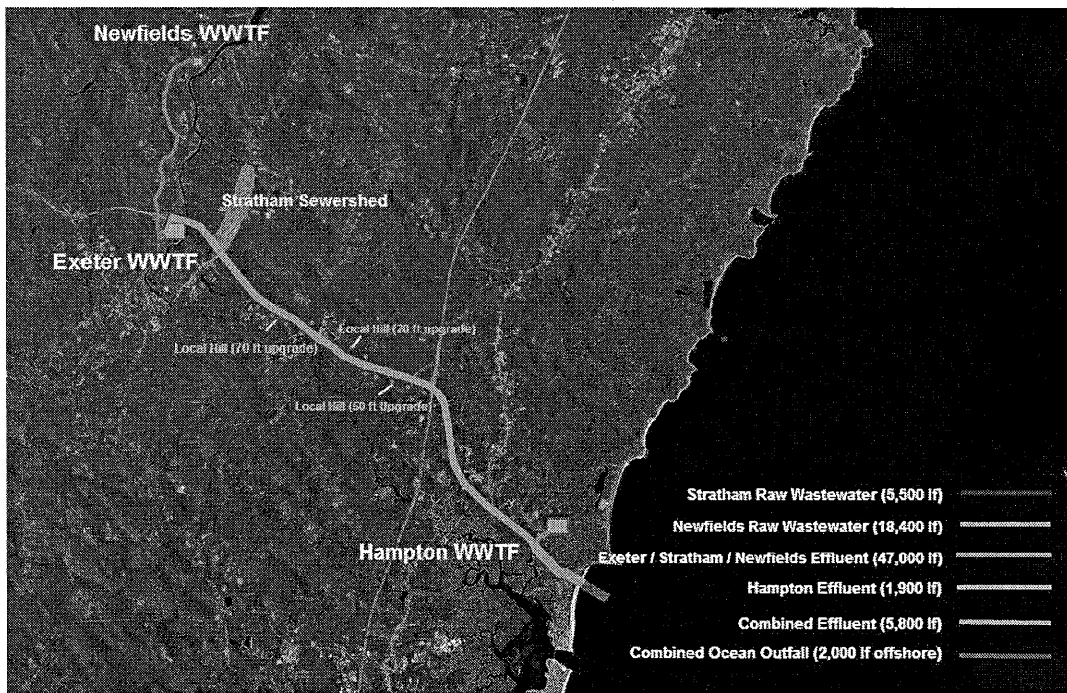 Newfields WWTF
Stratham Sewershed
Exeter WWTF
Local Hill (20 ft upgrade)
Local Hill (70 ft upgrade)
Local Hill (50 ft Upgrade)
Hampton WWTF
Stratham Raw Wastewater (5,500 lf)
Newfields Raw Wastewater (18,400 lf)
Exeter / Stratham / Newfields Effluent (47,000 lf)
Hampton Effluent (1,900 lf)
Combined Effluent (5,800 lf)
Combined Ocean Outfall (2,000 lf offshore)